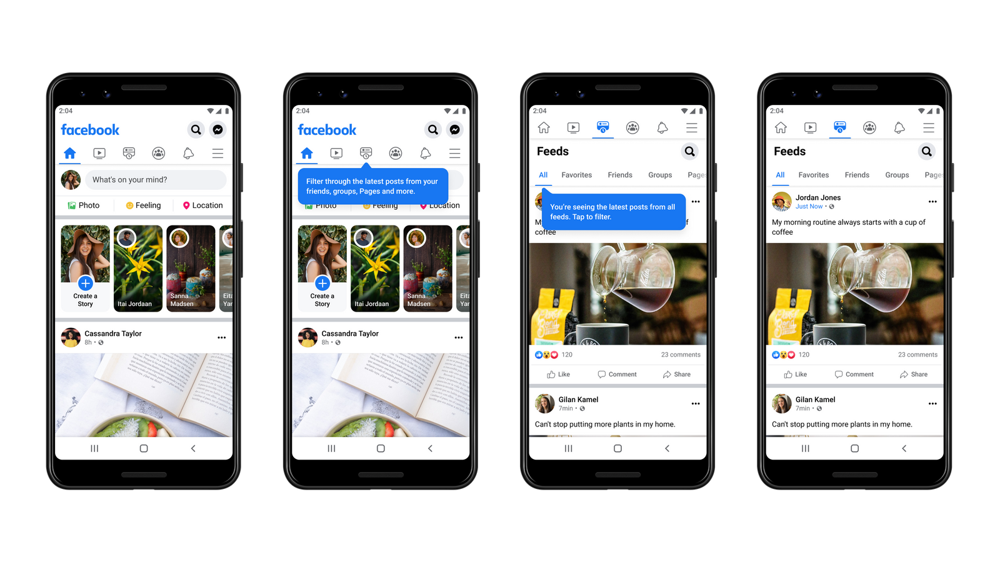 2:04
facebook
What's on your mind?
Photo
Feeling
Location
Create a
Story
Itai Jordaan
Sanna
Madsen
Eita
Yar
Cassandra Taylor
8h
2:04
facebook
Filter through the latest posts from your
friends, groups, Pages and more.
Photo
Feeling
Location
Create a
Story
Itai Jordaan
Sanna
Madsen
Eita
Yar
Cassandra Taylor
8h
2:04
Feeds
All Favorites Friends Groups Page
You're seeing the latest posts from all
feeds. Tap to filter.
coffee
120
23 comments
Like Comment Share
Gilan Kamel
7min
Can't stop putting more plants in my home.
2:04
Feeds
All Favorites Friends Groups Page
Jordan Jones
Just Now
My morning routine always starts with a cup of
coffee
120
23 comments
Like Comment Share
Gilan Kamel
7min
Can't stop putting more plants in my home.